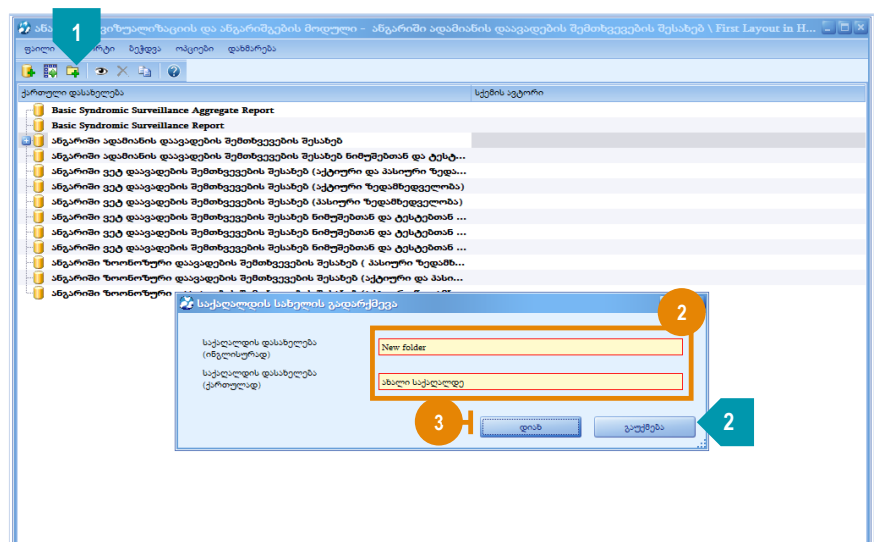 ანა ვიზუალიზაციის და ანგარიშგების მოდული - ანგარიში ადამიანის დაავადების შემთხვევების შესახებ \ First Layout in H...
1
ფაილი რტი ბეჭდვა ოპციები დახმარება
ქართული დასახელება სქემის ავტორი
Basic Syndromic Surveillance Aggregate Report
Basic Syndromic Surveillance Report
ანგარიში ადამიანის დაავადების შემთხვევების შესახებ
ანგარიში ადამიანის დაავადების შემთხვევების შესახებ ნიმუშებთან და ტესტ...
ანგარიში ვეტ დაავადების შემთხვევების შესახებ (აქტიური და პასიური ზედა...
ანგარიში ვეტ დაავადების შემთხვევების შესახებ (აქტიური ზედამხედველობა)
ანგარიში ვეტ დაავადების შემთხვევების შესახებ (პასიური ზედამხედველობა)
ანგარიში ვეტ დაავადების შემთხვევების შესახებ ნიმუშებთან და ტესტებთან ...
ანგარიში ვეტ დაავადების შემთხვევების შესახებ ნიმუშებთან და ტესტებთან ...
ანგარიში ვეტ დაავადების შემთხვევების შესახებ ნიმუშებთან და ტესტებთან ...
ანგარიში ზოონოზური დაავადების შემთხვევების შესახებ ( პასიური ზედამხ...
ანგარიში ზოონოზური დაავადების შემთხვევების შესახებ (აქტიური და პასი...
ანგარიში ზოონოზური
საქაღალდის სახელის გადარქმევა
2
საქაღალდის დასახელება
(ინგლისურად)
New folder
საქაღალდის დასახელება
(ქართულად)
ახალი საქაღალდე
3
დიახ
გაუქმება
2